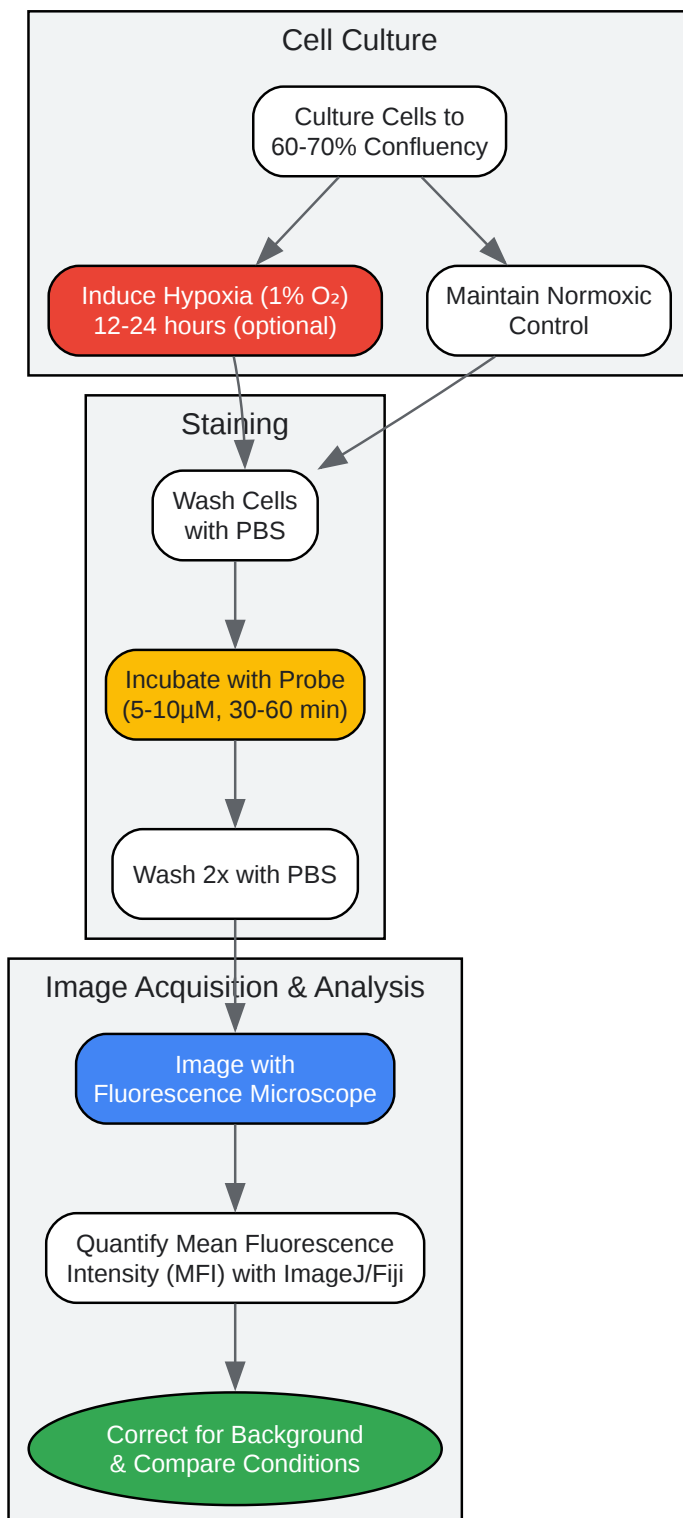 Cell Culture
Culture Cells to
60-70% Confluency
Induce Hypoxia (1% O₂)
12-24 hours (optional)
Maintain Normoxic
Control
Staining
Wash Cells
with PBS
Incubate with Probe
(5-10µM, 30-60 min)
Wash 2x with PBS
Image Acquisition & Analysis
Image with
Fluorescence Microscope
Quantify Mean Fluorescence
Intensity (MFI) with ImageJ/Fiji
Correct for Background
& Compare Conditions